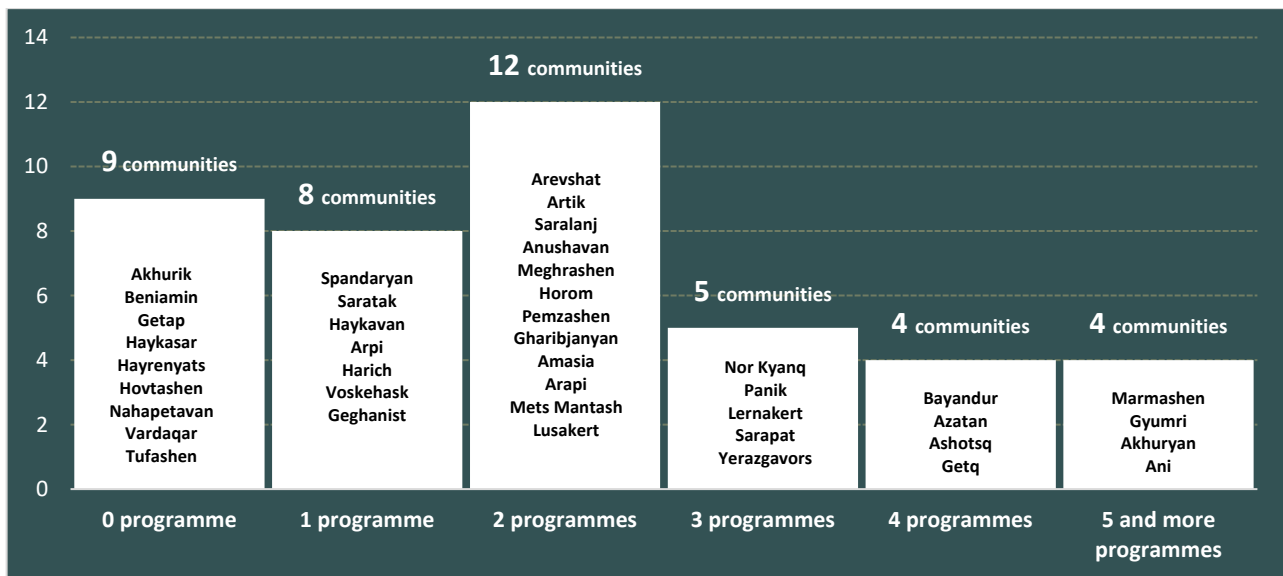 14
12
10
8
6
4
2
0
9 communities
Akhurik
Beniamin
Getap
Haykasar
Hayrenyats
Hovtashen
Nahapetavan
Vardaqar
Tufashen
0 programme
8 communities
Spandaryan
Saratak
Haykavan
Arpi
Harich
Voskehask
Geghanist
1 programme
12 communities
Arevshat
Artik
Saralanj
Anushavan
Meghrashen
Horom
Pemzashen
Gharibjanyan
Amasia
Arapi
Mets Mantash
Lusakert
2 programmes
5 communities
Nor Kyanq
Panik
Lernakert
Sarapat
Yerazgavors
3 programmes
4 communities
Bayandur
Azatan
Ashotsq
Getq
4 programmes
4 communities
Marmashen
Gyumri
Akhuryan
Ani
5 and more
programmes